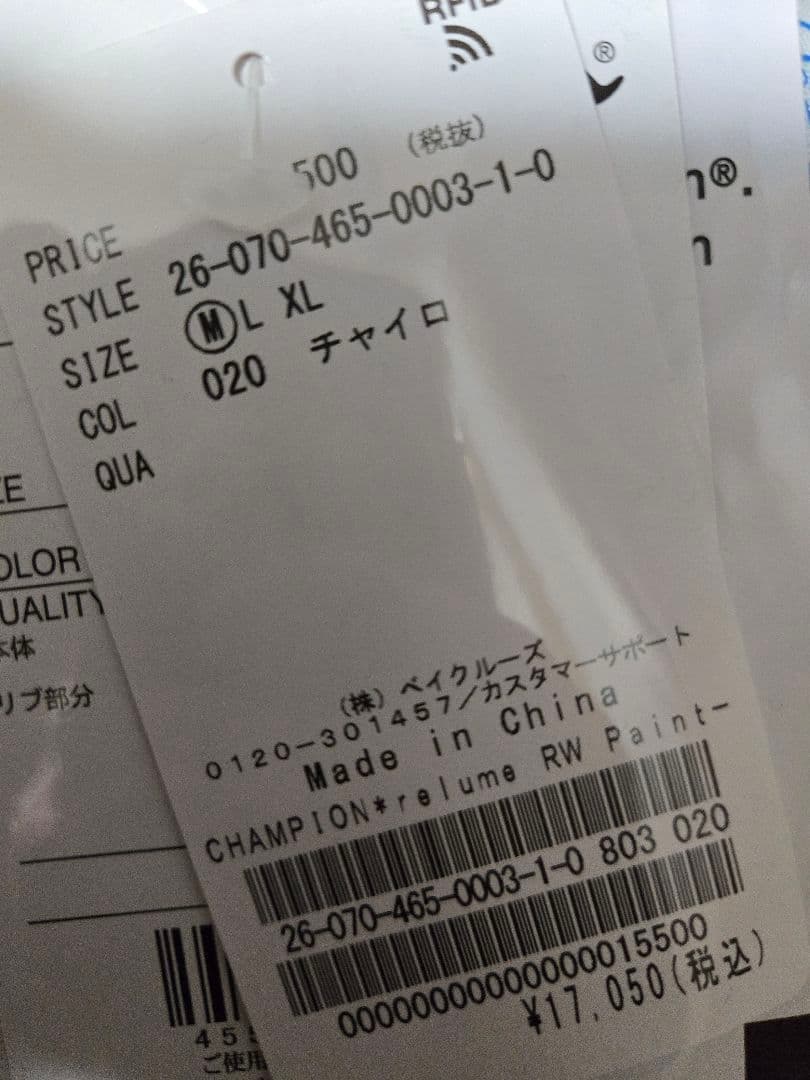 RFID
®
500 (税抜)
PRICE
STYLE 26-070-465-0003-1-0
SIZE Ⓜ L XL
COL 020 チャイロ
QUA
(株) ベイクルーズ
0120-301457/カスタマーサポート
Made in China
CHAMPION*relume RW Paint-
26-070-465-0003-1-0 803 020
00000000000000015500
¥17,050(税込)
®.
OLOR
UALITY
本体
リブ部分
45
ご使用